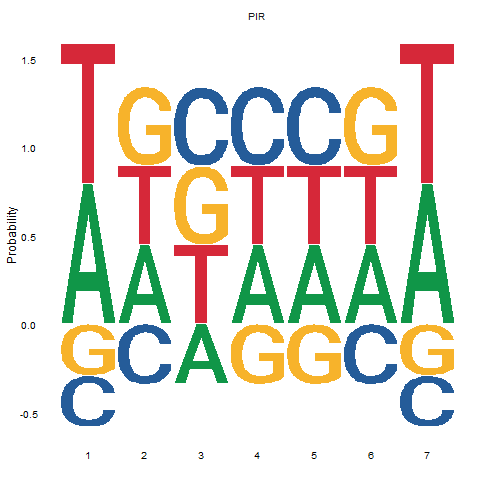 PIR
1.5
1.0
0.5
0.0
-0.5
Probability
T G C C C G T
A T G T T T A
G A T A A A G
C C A G G C C
1 2 3 4 5 6 7